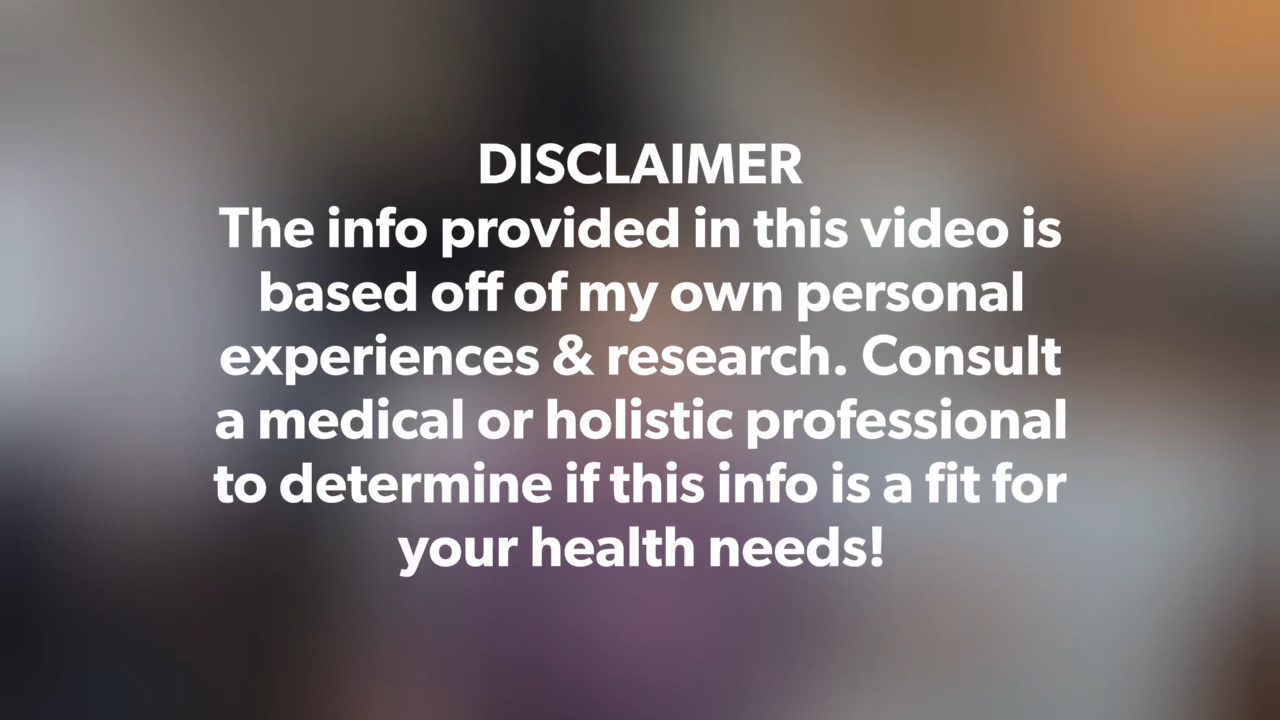 DISCLAIMER
The info provided in this video is
based off of my own personal
experiences & research. Consult
a medical or holistic professional
to determine if this info is a fit for
your health needs!